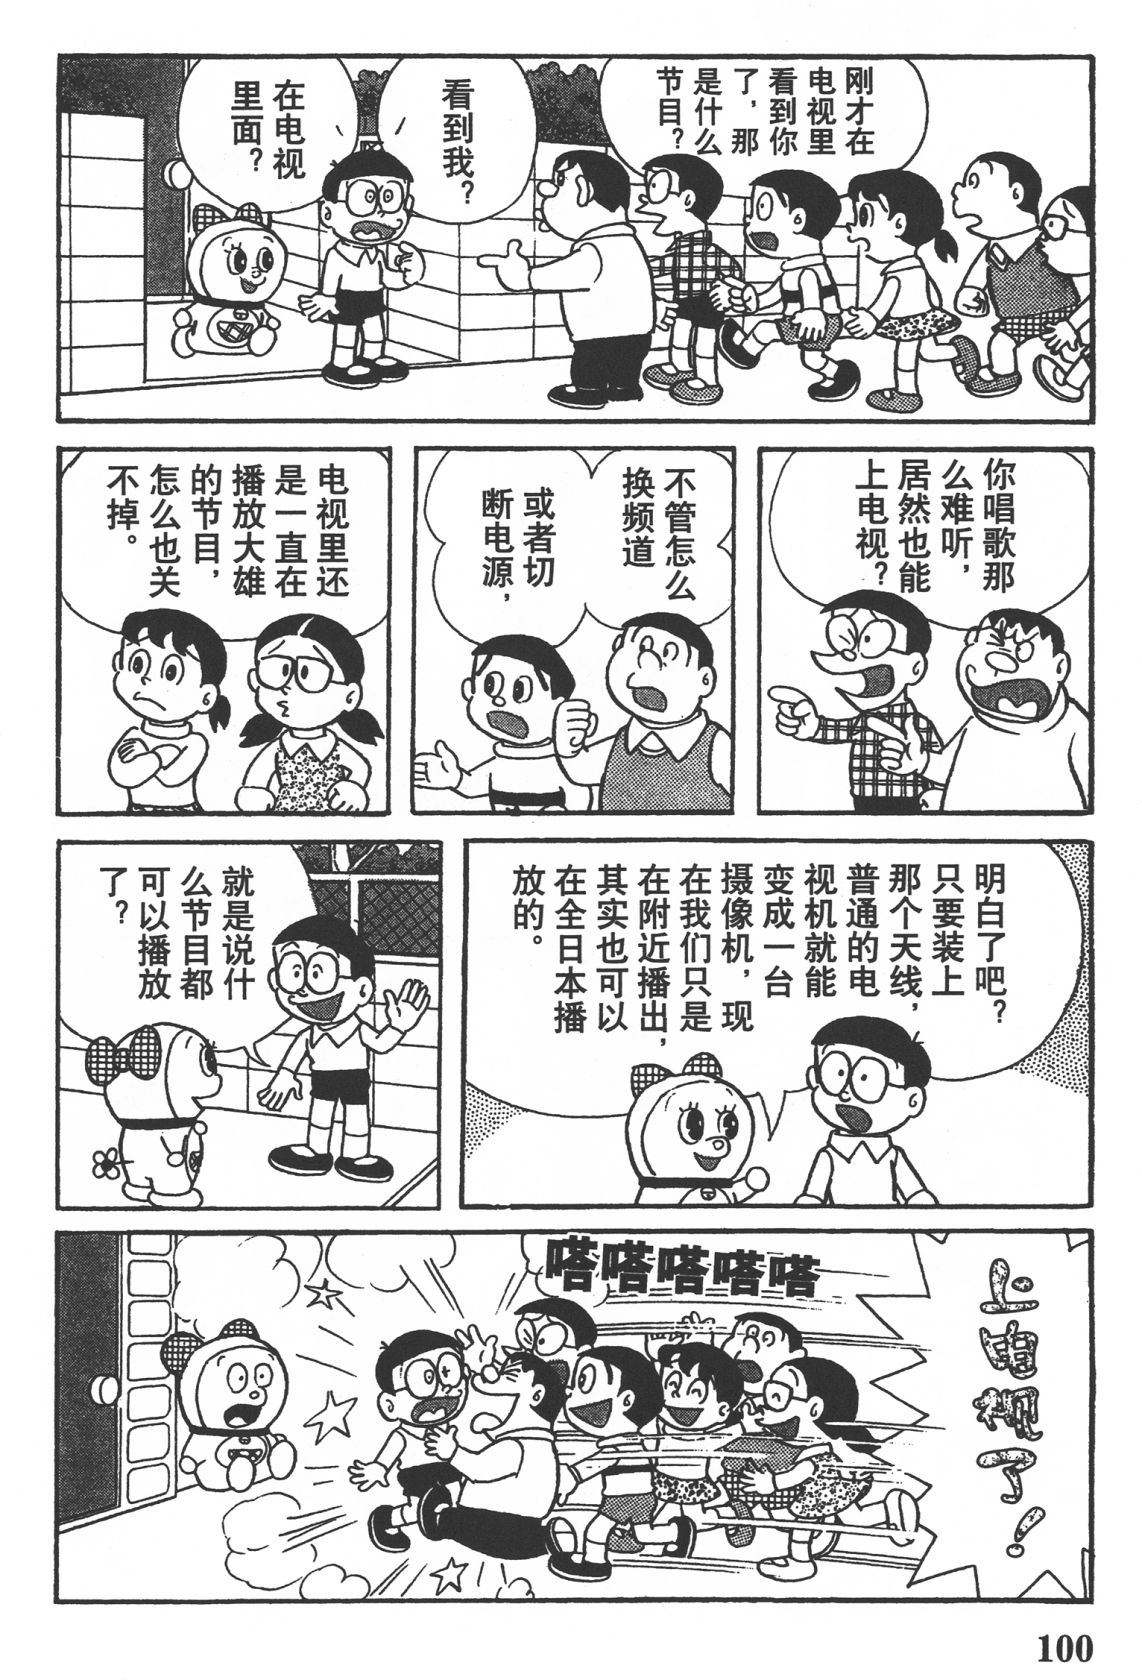 刚才在
电视里
看到你
了，那
是什么
节目？
看到我？
在电视
里面？
你唱歌那
么难听，
居然也能
上电视？
不管怎么
换频道
或者切
断电源，
电视里还
是一直在
播放大雄
的节目，
怎么也关
不掉。
明白了吧？
只要装上
那个天线，
普通的电
视机就能
变成一台
摄像机，现
在我们只是
在附近播出，
其实也可以
在全日本播
放的。
就是说什
么节目都
可以播放
了？
上电视了！
嗒嗒嗒嗒嗒
100